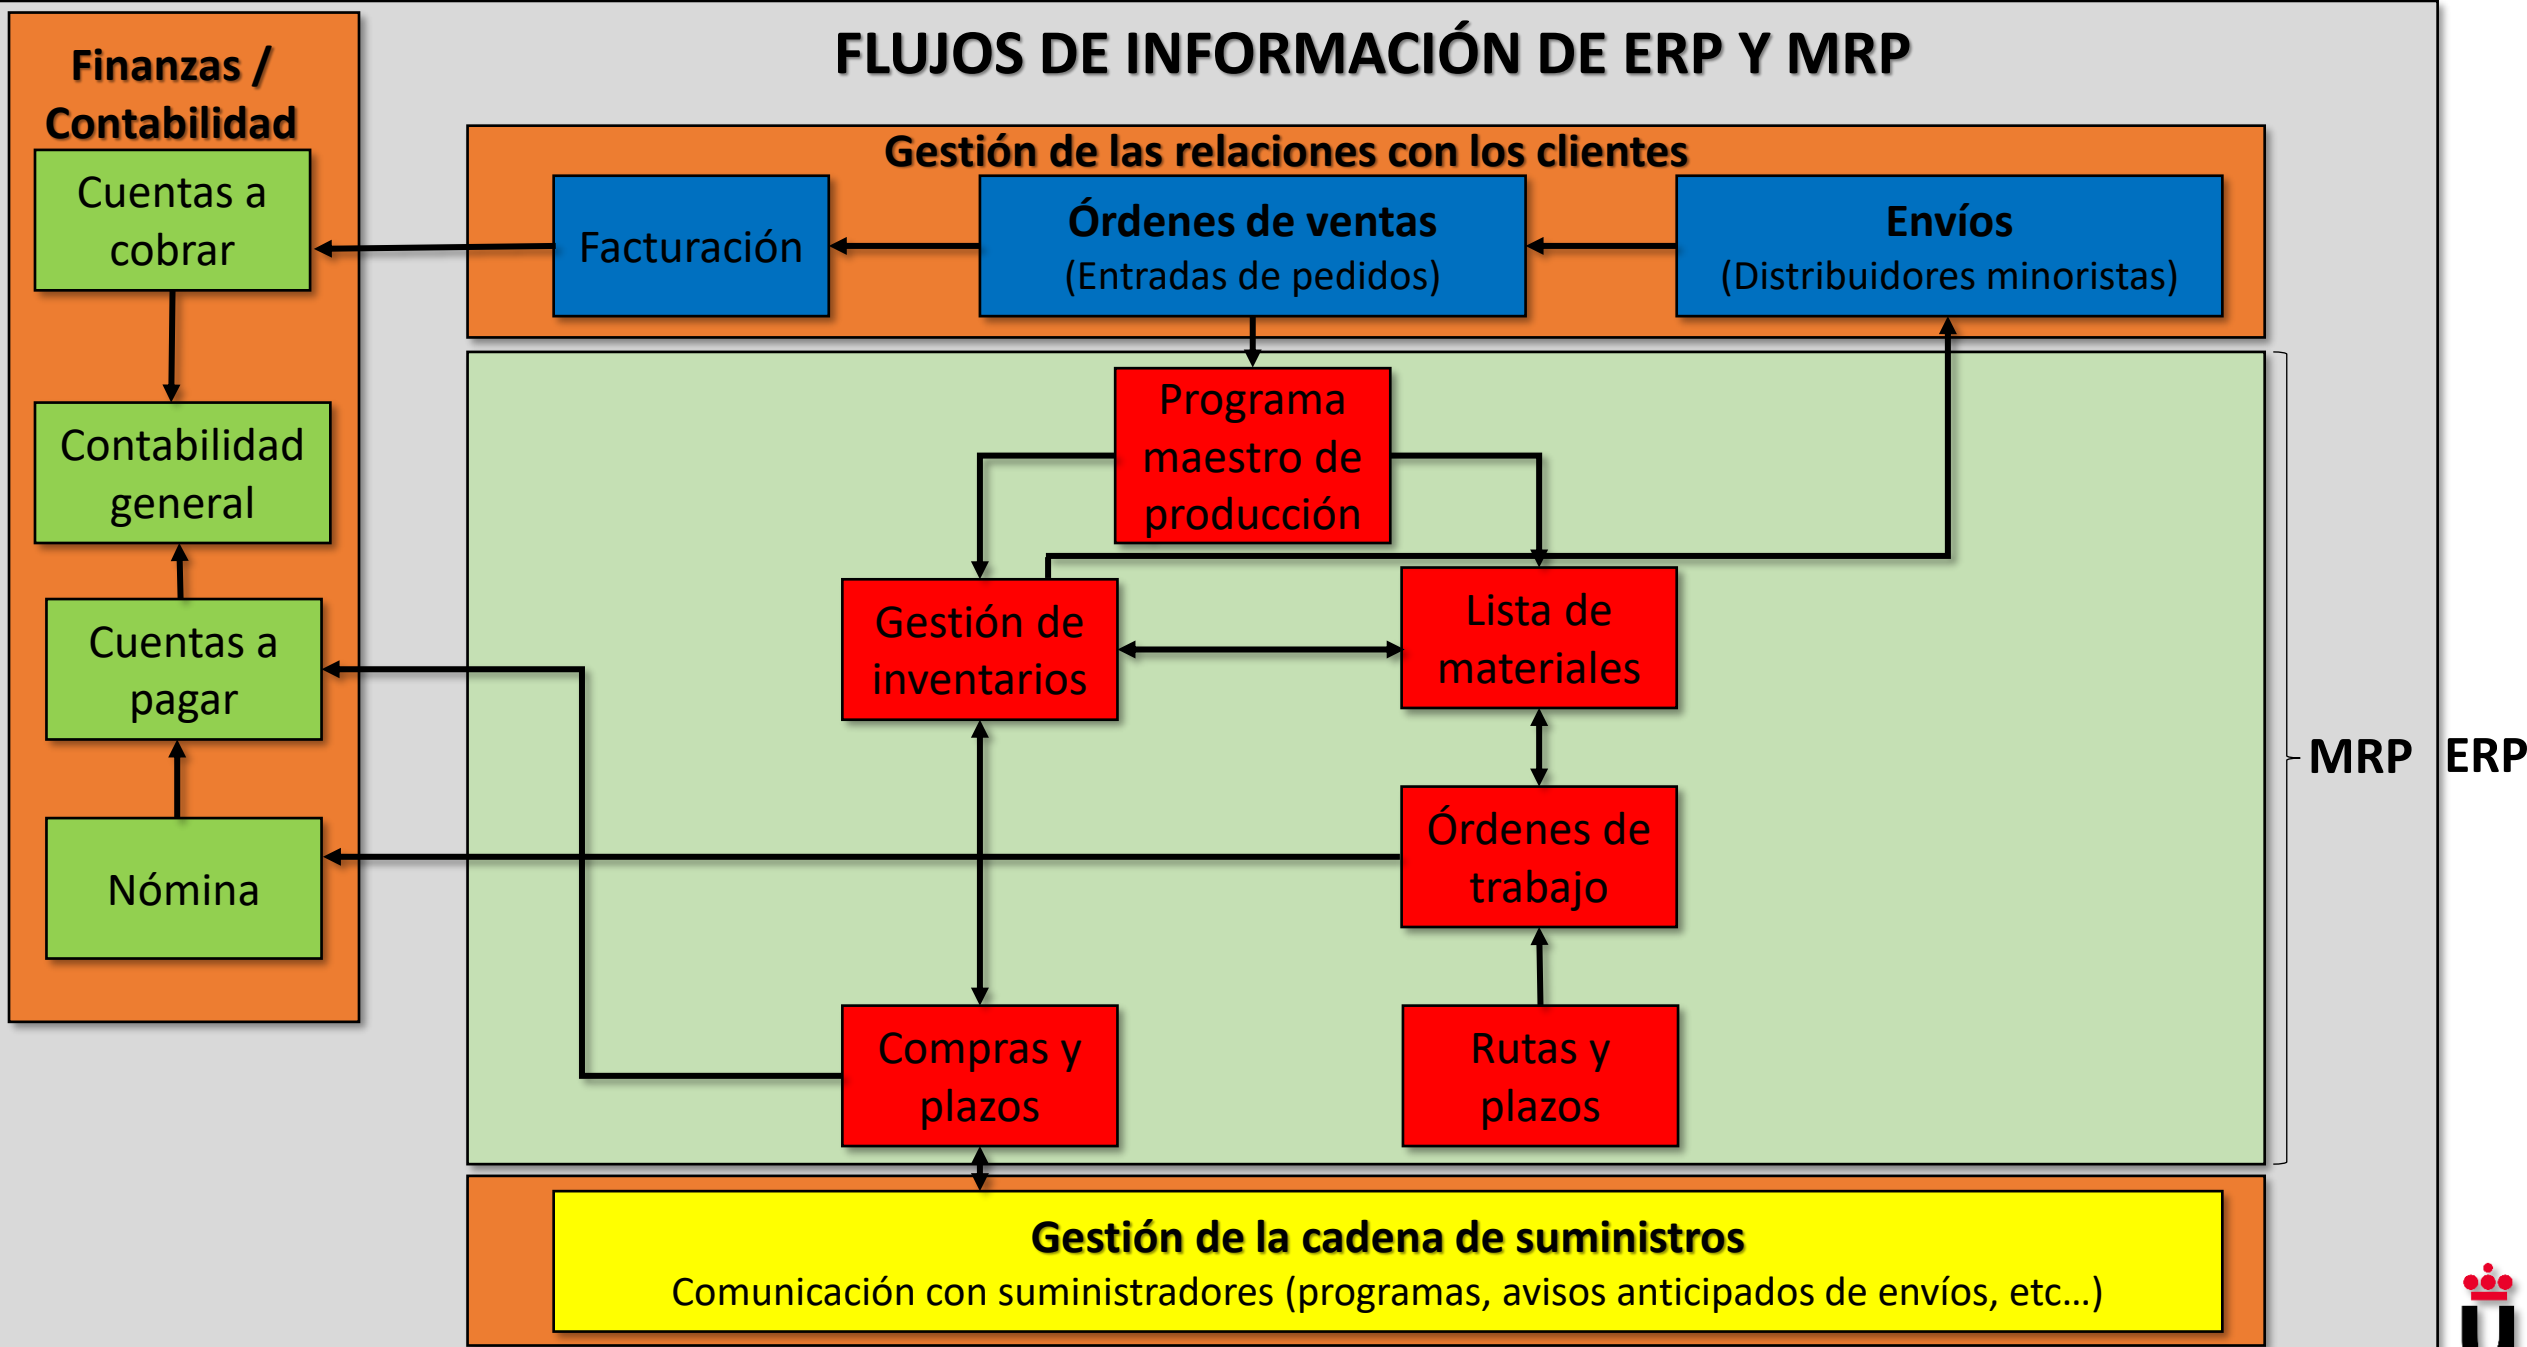 FLUJOS DE INFORMACIÓN DE ERP Y MRP
Finanzas /
Contabilidad
Cuentas a
cobrar
Contabilidad
general
Cuentas a
pagar
Nómina
Gestión de las relaciones con los clientes
Facturación
Órdenes de ventas
(Entradas de pedidos)
Envíos
(Distribuidores minoristas)
Programa
maestro de
producción
Gestión de
inventarios
Lista de
materiales
Órdenes de
trabajo
Compras y
plazos
Rutas y
plazos
MRP
ERP
Gestión de la cadena de suministros
Comunicación con suministradores (programas, avisos anticipados de envíos, etc...)